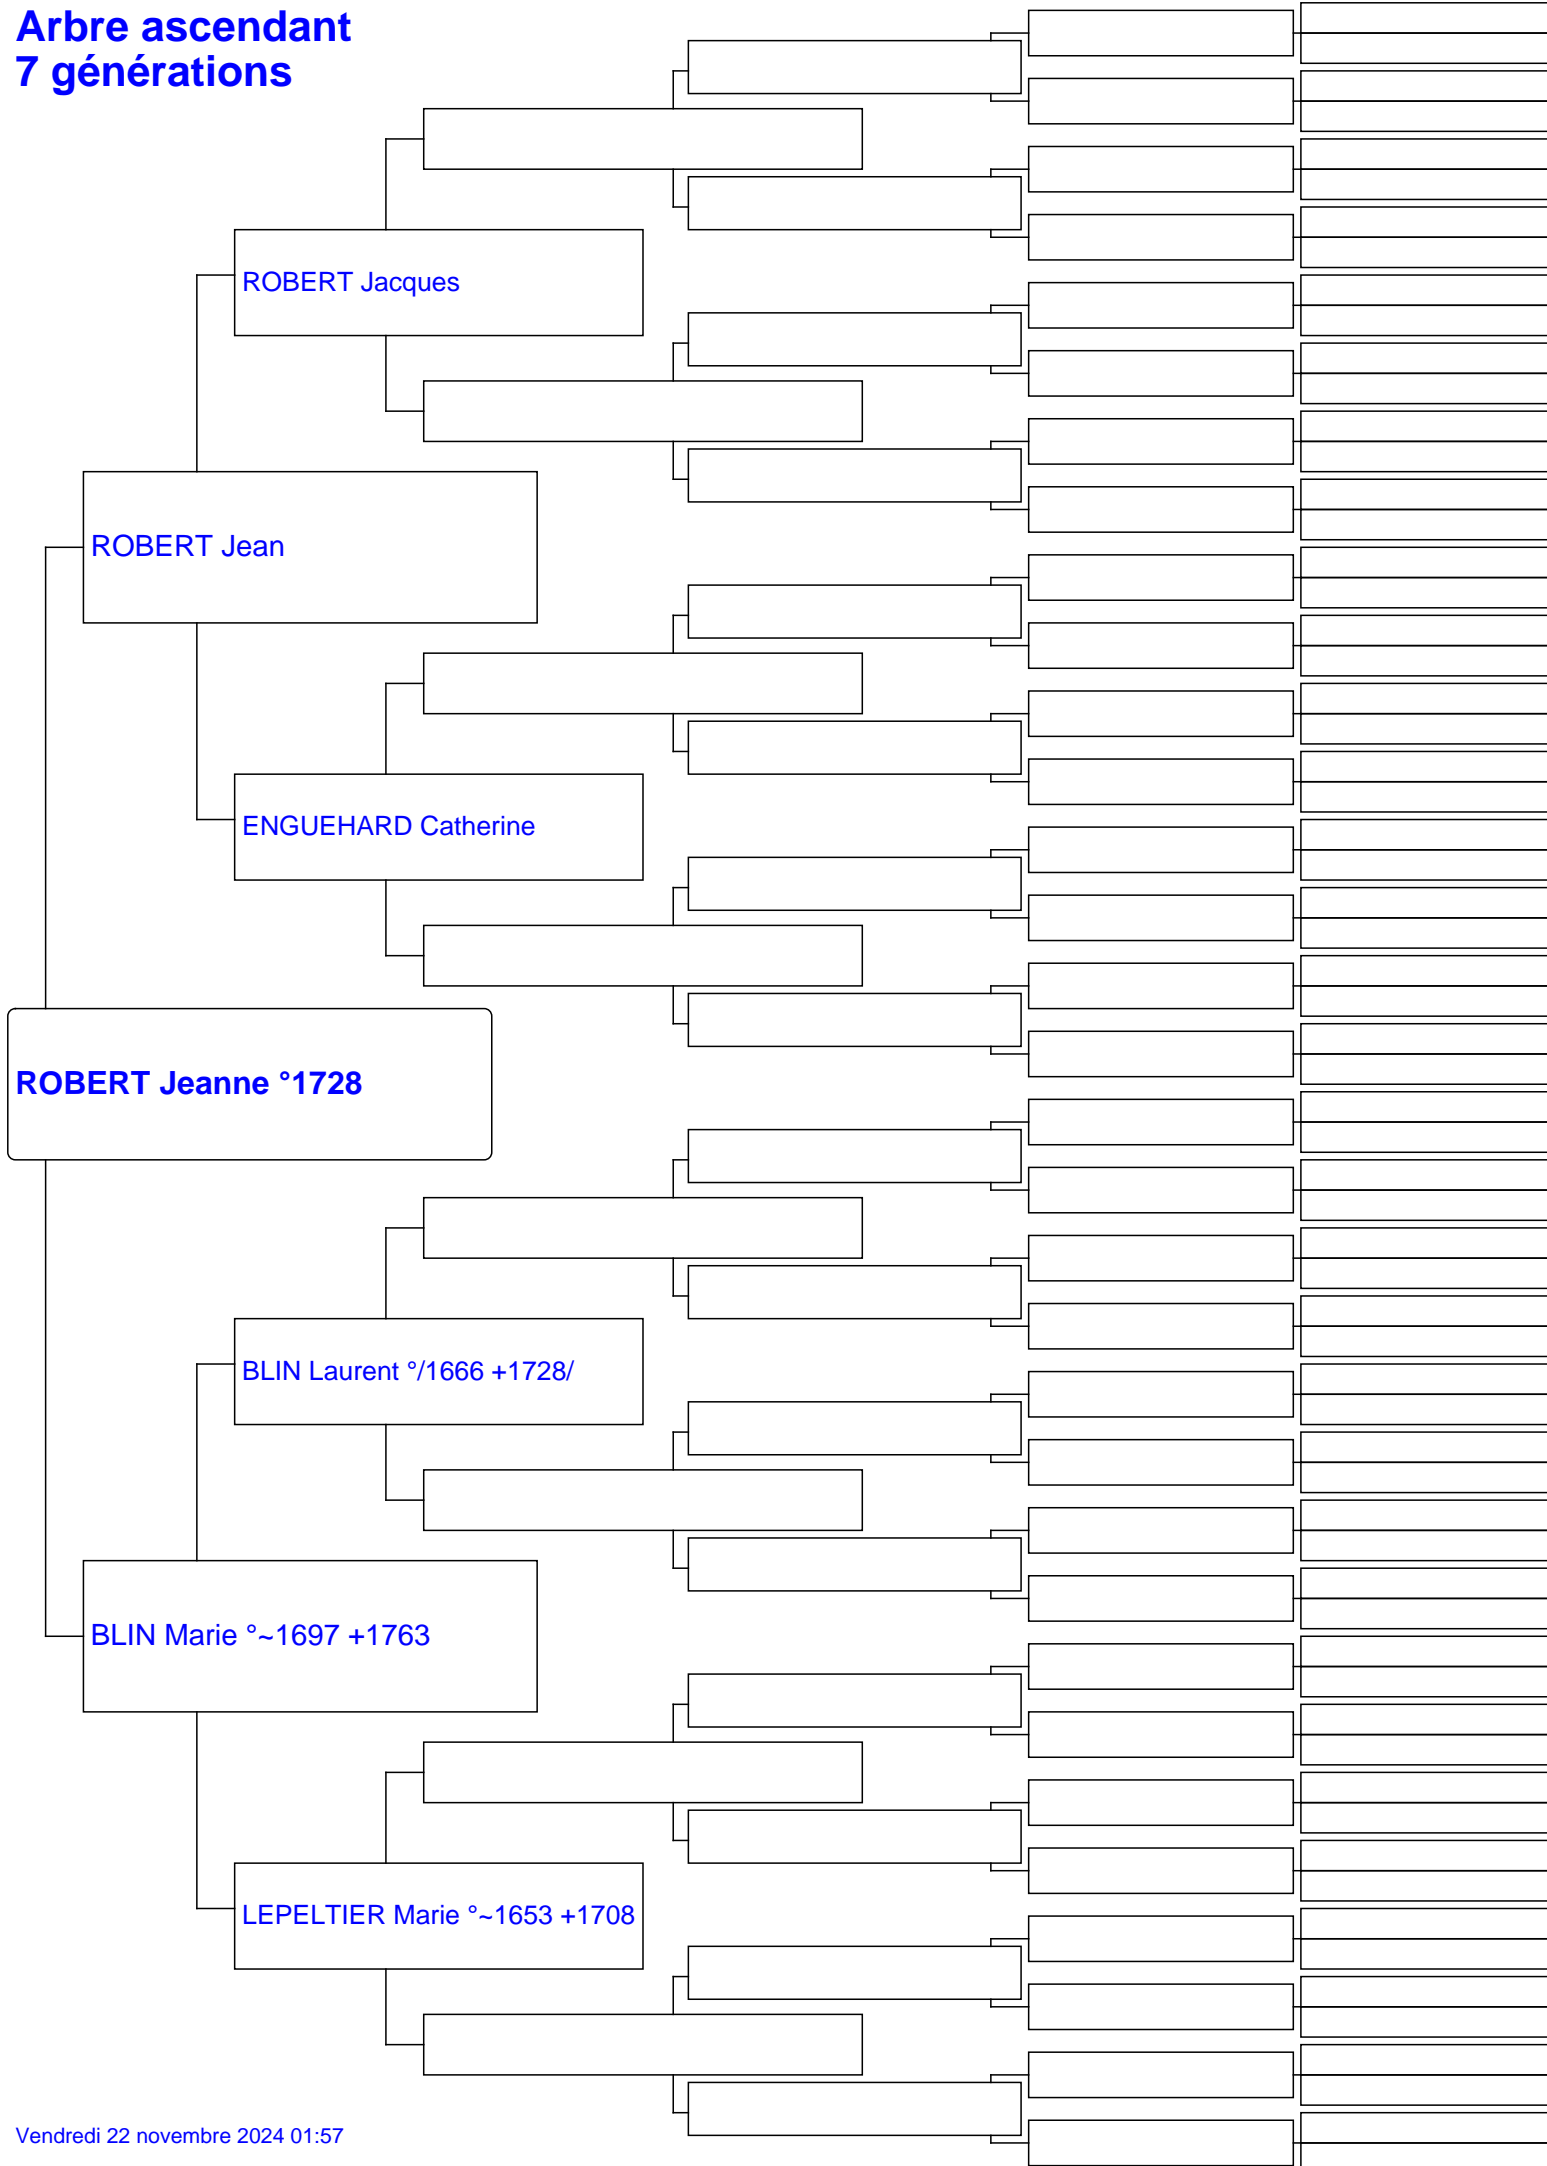 Arbre ascendant
7 générations
ROBERT Jacques
ROBERT Jean
ENGUEHARD Catherine
ROBERT Jeanne °1728
BLIN Laurent °/1666 +1728/
BLIN Marie °~1697 +1763
LEPELTIER Marie °~1653 +1708
Vendredi 22 novembre 2024 01:57